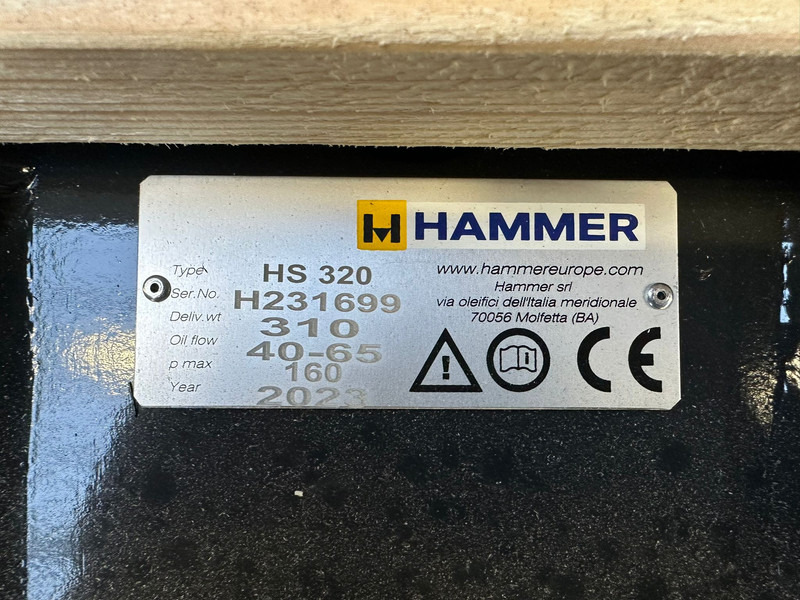 H HAMMER
Type HS 320
Ser.No. H231699
Deliv.wt 310
Oil flow 40-65
p max 160
Year 2023
www.hammereurope.com
Hammer srl
via oleifici dell'Italia meridionale
70056 Molfetta (BA)
CE